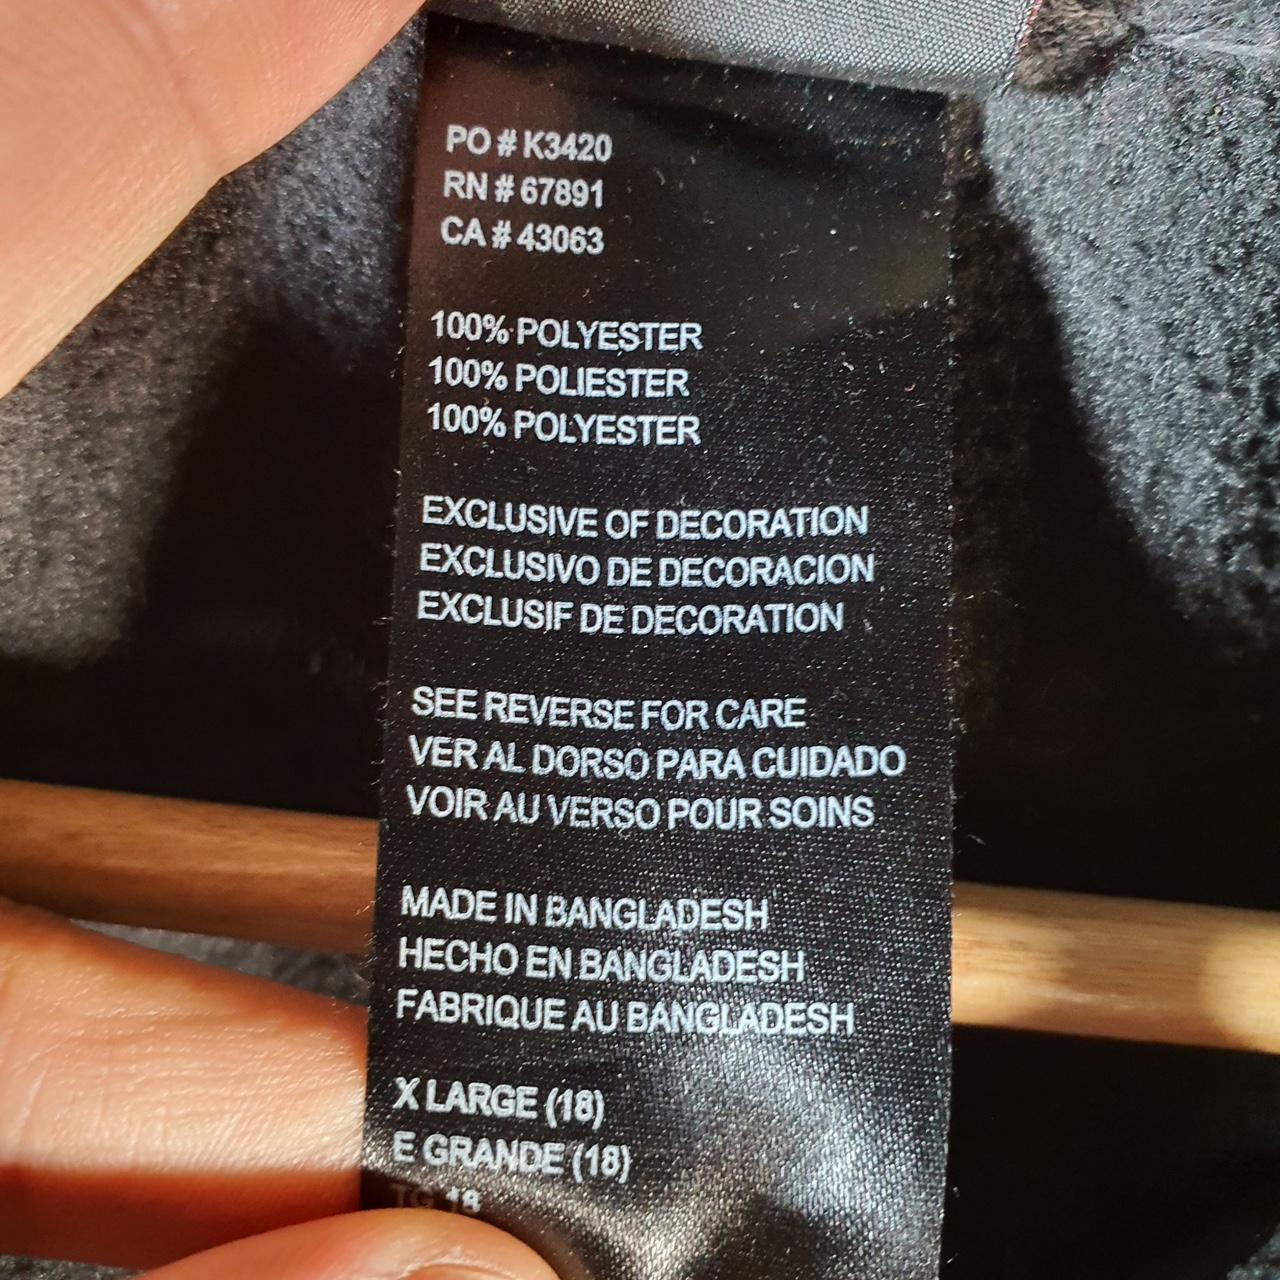 PO # K3420
RN # 67891
CA # 43063
100% POLYESTER
100% POLIESTER
100% POLYESTER
EXCLUSIVE OF DECORATION
EXCLUSIVO DE DECORACION
EXCLUSIF DE DECORATION
SEE REVERSE FOR CARE
VER AL DORSO PARA CUIDADO
VOIR AU VERSO POUR SOINS
MADE IN BANGLADESH
HECHO EN BANGLADESH
FABRIQUE AU BANGLADESH
X LARGE (18)
E GRANDE (18)
TG 18